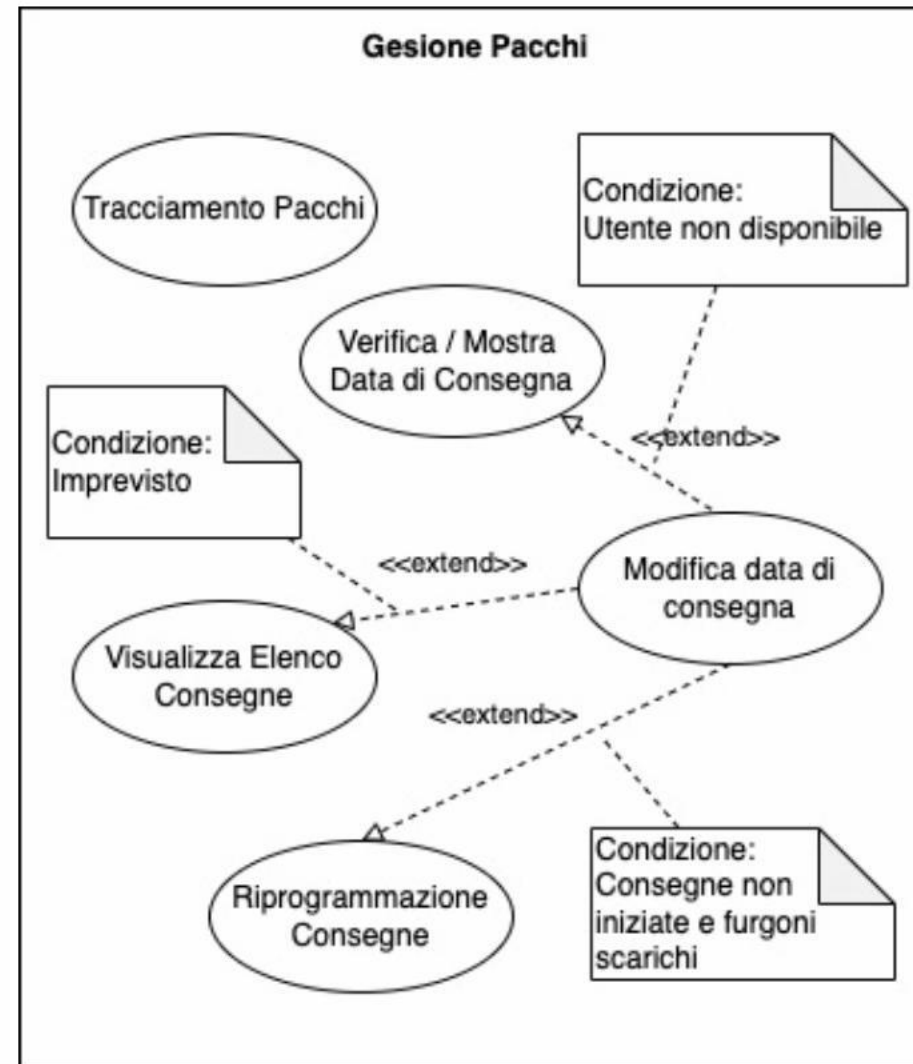 Gesione Pacchi
Tracciamento Pacchi
Condizione:
Utente non disponibile
Verifica / Mostra
Data di Consegna
Condizione:
Imprevisto
<<extend>>
<<extend>>
Modifica data di
consegna
Visualizza Elenco
Consegne
<<extend>>
Riprogrammazione
Consegne
Condizione:
Consegne non
iniziate e furgoni
scarichi